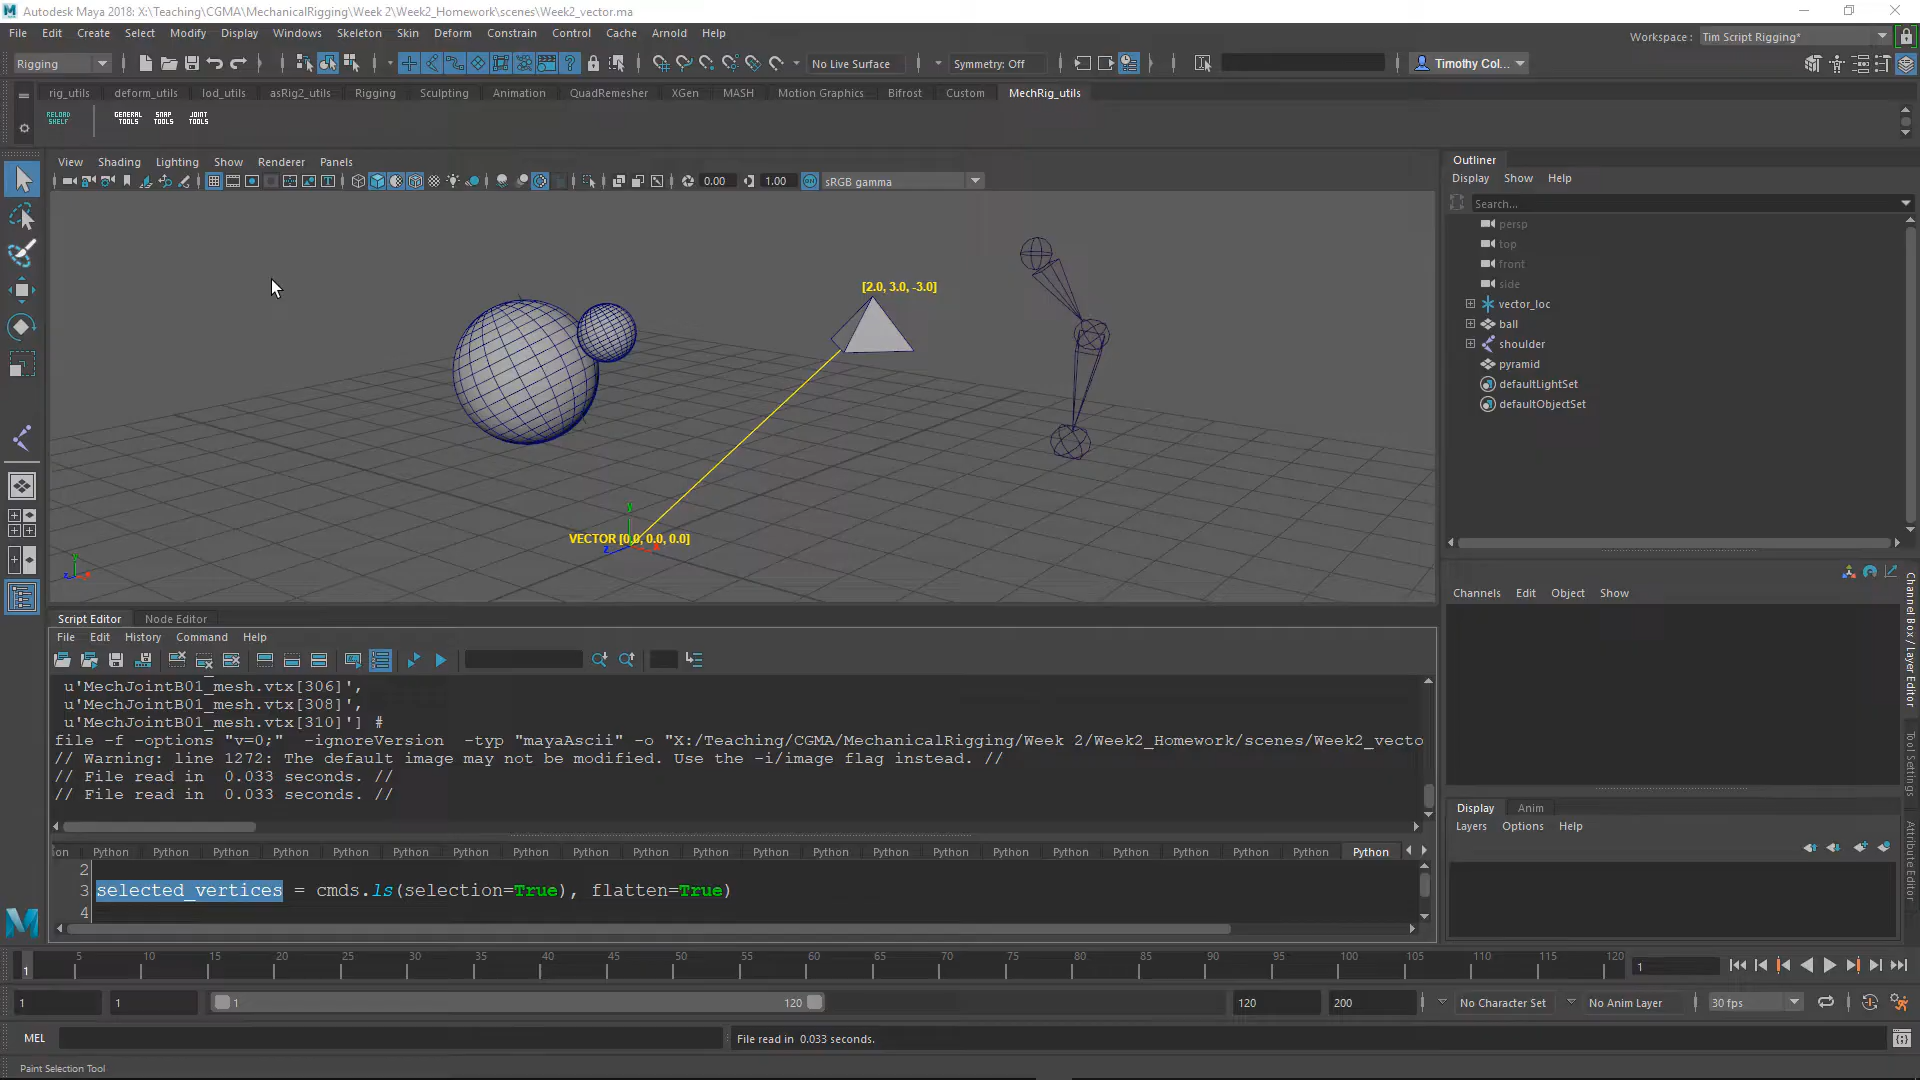 Autodesk Maya 2018: X:\Teaching\CGMA\MechanicalRigging\Week 2\Week2_Homework\scenes\Week2_vector.ma
File Edit Create Select Modify Display Windows Skeleton Skin Deform Constrain Control Cache Arnold Help
Workspace: Tim Script Rigging*
Rigging
No Live Surface
Symmetry: Off
Timothy Col...
rig_utils deform_utils lod_utils asRig2_utils Rigging Sculpting Animation QuadRemesher XGen MASH Motion Graphics Bifrost Custom MechRig_utils
RELOAD SHELF
GENERAL TOOLS
SNAP TOOLS
JOINT TOOLS
View Shading Lighting Show Renderer Panels
0.00 1.00 sRGB gamma
[2.0, 3.0, -3.0]
VECTOR [0.0, 0.0, 0.0]
y
z
y
z
Outliner
Display Show Help
Search...
persp
top
front
side
vector_loc
ball
shoulder
pyramid
defaultLightSet
defaultObjectSet
Channels Edit Object Show
Channel Box / Layer Editor
Tool Settings
Attribute Editor
Display Anim
Layers Options Help
Script Editor Node Editor
File Edit History Command Help
u'MechJointB01_mesh.vtx[306]',
u'MechJointB01_mesh.vtx[308]',
u'MechJointB01_mesh.vtx[310]'] #
file -f -options "v=0;" -ignoreVersion -typ "mayaAscii" -o "X:/Teaching/CGMA/MechanicalRigging/Week 2/Week2_Homework/scenes/Week2_vecto
// Warning: line 1272: The default image may not be modified. Use the -i/image flag instead. //
// File read in 0.033 seconds. //
// File read in 0.033 seconds. //
on Python Python Python Python Python Python Python Python Python Python Python Python Python Python Python Python Python Python Python Python Python Python
2
3 selected_vertices = cmds.ls(selection=True), flatten=True)
4
1 5 10 15 20 25 30 35 40 45 50 55 60 65 70 75 80 85 90 95 100 105 110 115 120
1
1 1 1 120 120 200 No Character Set No Anim Layer 30 fps
MEL
File read in 0.033 seconds.
Paint Selection Tool